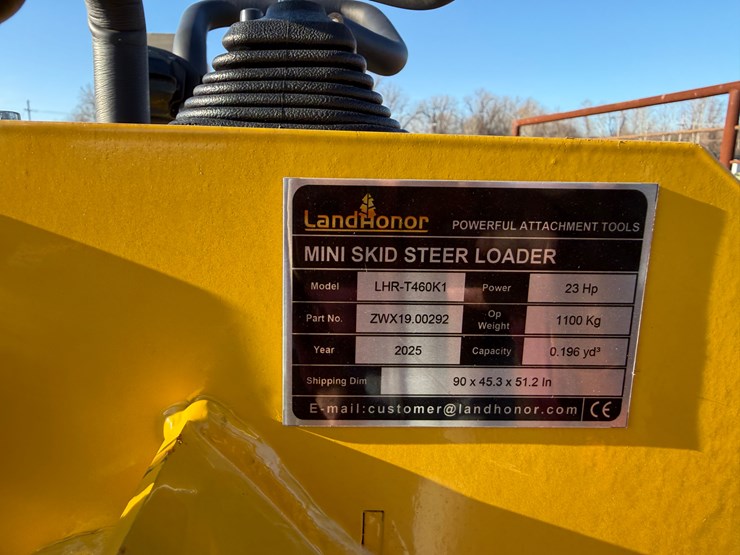 LandHonor POWERFUL ATTACHMENT TOOLS
MINI SKID STEER LOADER
Model LHR-T460K1 Power 23 Hp
Part No. ZWX19.00292 Op Weight 1100 Kg
Year 2025 Capacity 0.196 yd³
Shipping Dim 90 x 45.3 x 51.2 In
E-mail:customer@landhonor.com CE